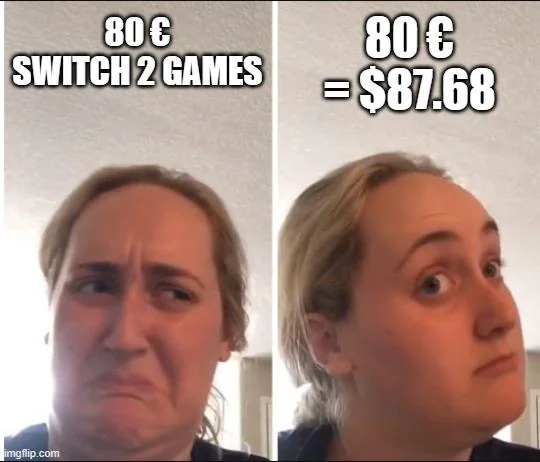 80 €
SWITCH 2 GAMES
80 €
= $87.68
imgflip.com